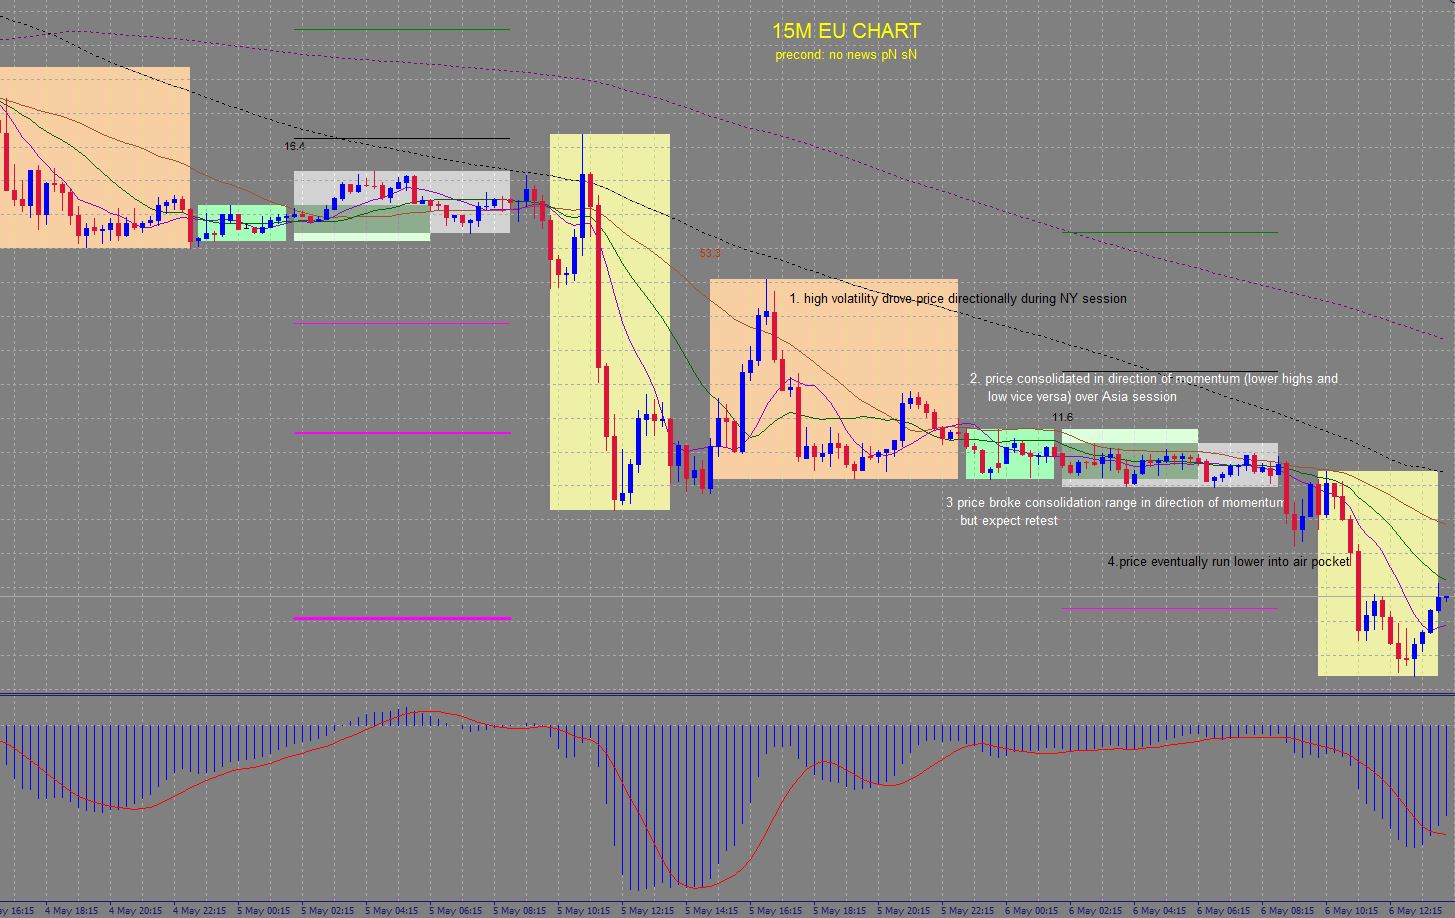 15M EU CHART
precond: no news pN sN
16.4
53.3
1. high volatility drove price directionally during NY session
2. price consolidated in direction of momentum (lower highs and
low vice versa) over Asia session
11.6
3 price broke consolidation range in direction of momentum
but expect retest
4.price eventually run lower into air pocket
ay 16:15 4 May 18:15 4 May 20:15 4 May 22:15 5 May 00:15 5 May 02:15 5 May 04:15 5 May 06:15 5 May 08:15 5 May 10:15 5 May 12:15 5 May 14:15 5 May 16:15 5 May 18:15 5 May 20:15 5 May 22:15 6 May 00:15 6 May 02:15 6 May 04:15 6 May 06:15 6 May 08:15 6 May 10:15 6 May 12:15